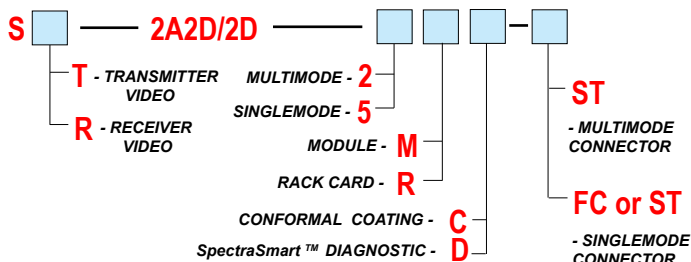 S 2A2D/2D
T - TRANSMITTER
VIDEO
R - RECEIVER
VIDEO
MULTIMODE - 2
SINGLEMODE - 5
MODULE - M
RACK CARD - R
CONFORMAL COATING - C
SpectraSmart ™ DIAGNOSTIC - D
ST
- MULTIMODE
CONNECTOR
FC or ST
- SINGLEMODE
CONNECTOR